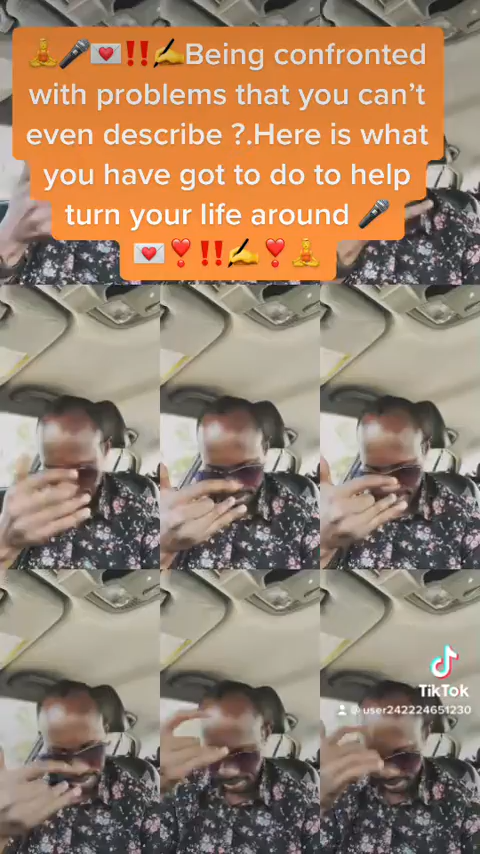 🧘🎤💌‼️✍️Being confronted
with problems that you can’t
even describe ?.Here is what
you have got to do to help
turn your life around 🎤
💌❣️‼️✍️❣️🧘
TikTok
@user242224651230